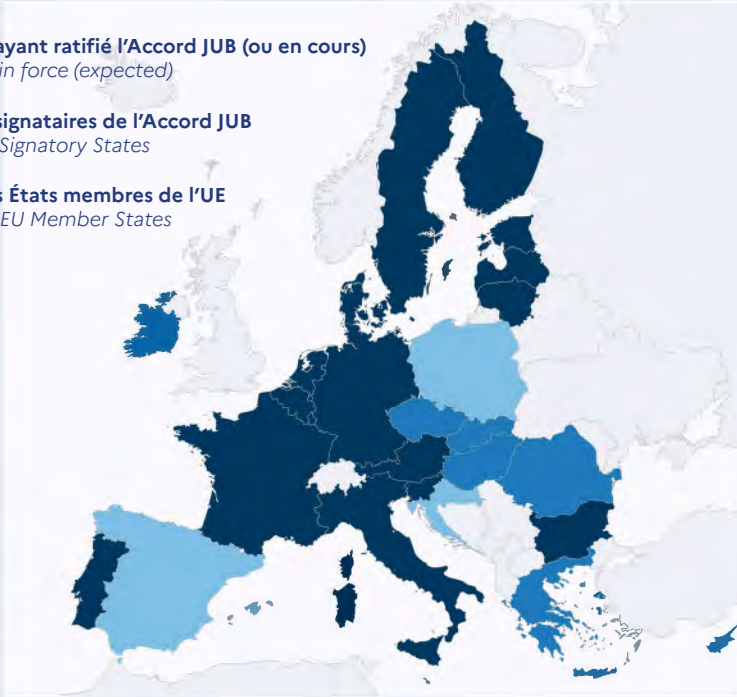 ayant ratifié l'Accord JUB (ou en cours)
in force (expected)
signataires de l'Accord JUB
Signatory States
États membres de l'UE
EU Member States